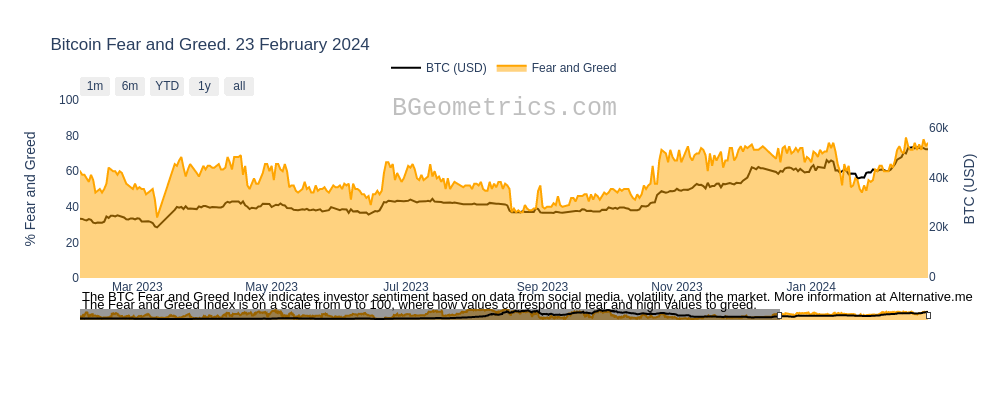 Bitcoin Fear and Greed. 23 February 2024
BTC (USD) Fear and Greed
1m 6m YTD 1y all
BGeometrics.com
100
80
60
40
20
0
% Fear and Greed
60k
40k
20k
0
BTC (USD)
Mar 2023 May 2023 Jul 2023 Sep 2023 Nov 2023 Jan 2024
The BTC Fear and Greed Index indicates investor sentiment based on data from social media, volatility, and the market. More information at Alternative.me
The Fear and Greed Index is on a scale from 0 to 100, where low values correspond to fear and high values to greed.